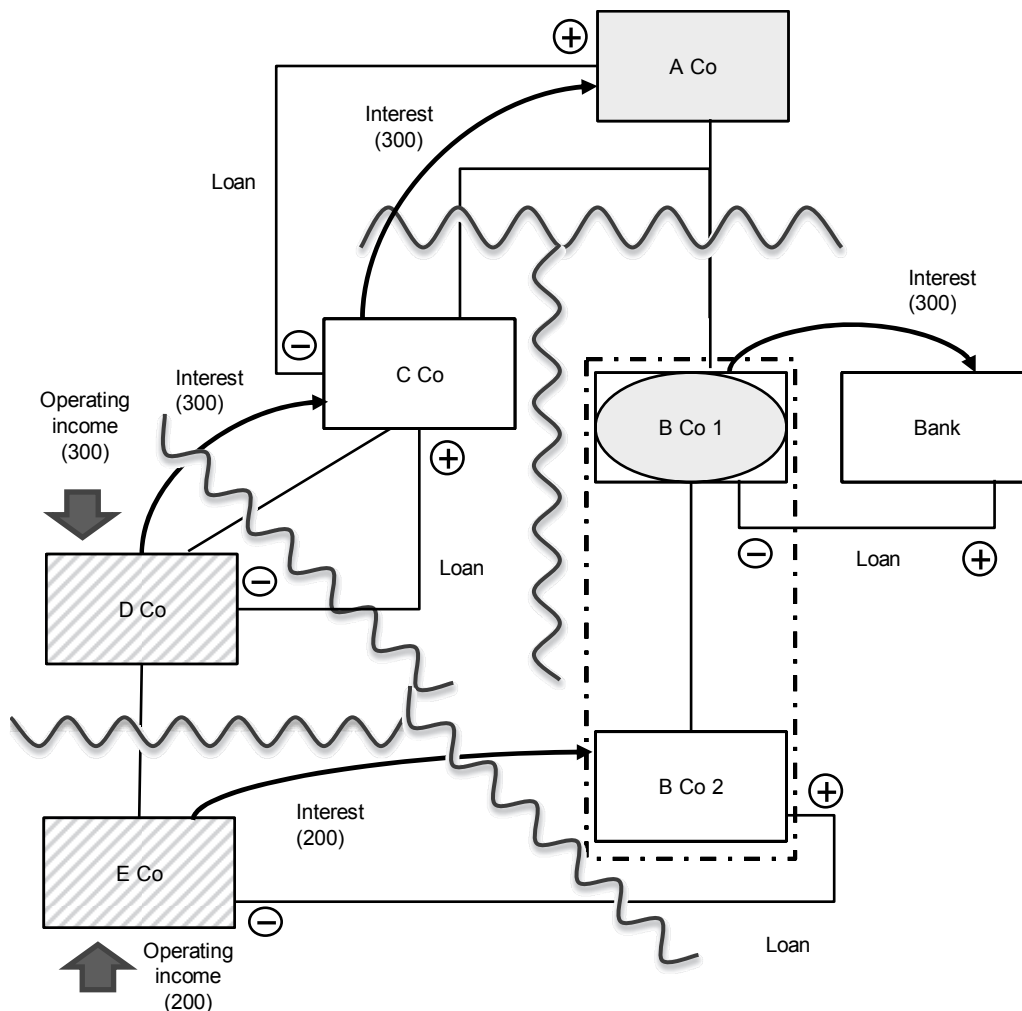 +
A Co
Interest
(300)
Loan
Interest
(300)
−
C Co
Interest
(300)
Operating
income
(300)
B Co 1
Bank
+
−
Loan
+
−
Loan
D Co
B Co 2
+
Interest
(200)
E Co
−
Loan
Operating
income
(200)